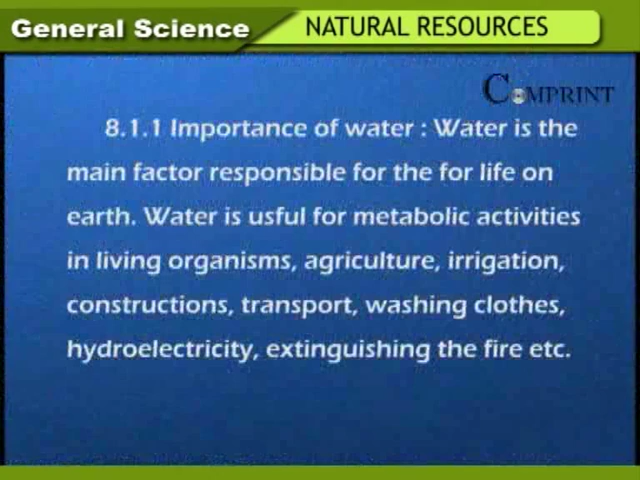 General Science
NATURAL RESOURCES
COMPRINT
8.1.1 Importance of water : Water is the
main factor responsible for the for life on
earth. Water is usful for metabolic activities
in living organisms, agriculture, irrigation,
constructions, transport, washing clothes,
hydroelectricity, extinguishing the fire etc.